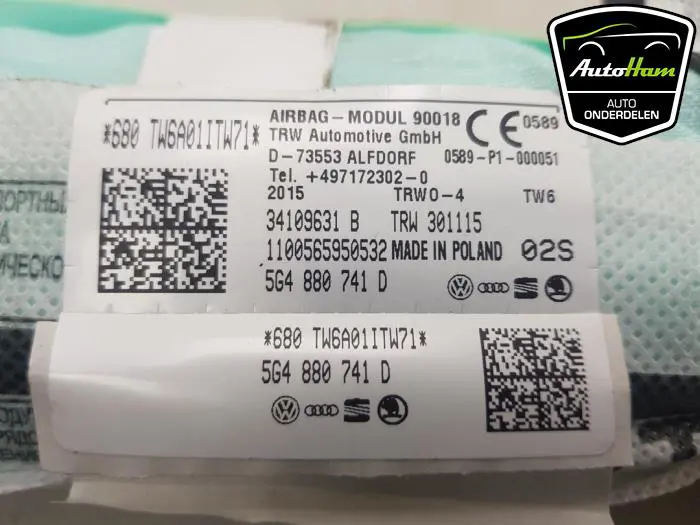 AutoHam
AUTO
ONDERDELEN
*680 TW6A01ITW71*
AIRBAG-MODUL 90018
CE 0589
TRW Automotive GmbH
D-73553 ALFDORF 0589-P1-000051
Tel. +497172302-0
2015 TRWO-4 TW6
34109631 B TRW 301115
1100565950532 MADE IN POLAND 02S
5G4 880 741 D
*680 TW6A01ITW71*
5G4 880 741 D